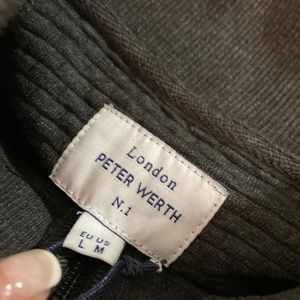 London
PETER WERTH
N.1
EU US
L M